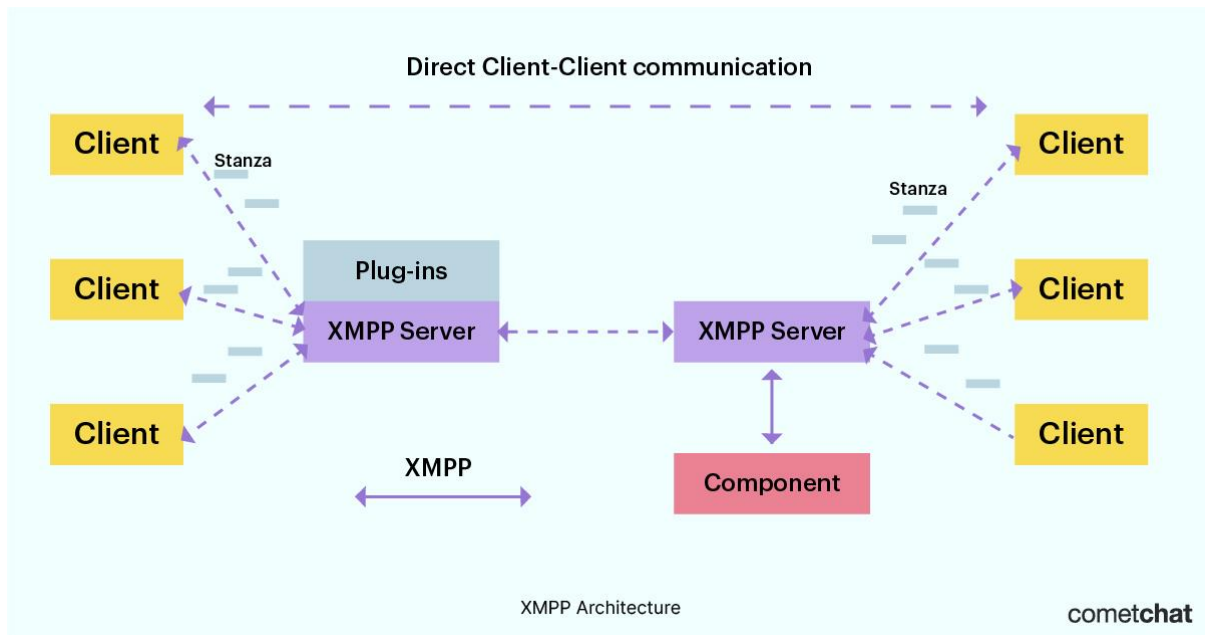 Direct Client-Client communication
Client
Client
Stanza
Stanza
Plug-ins
Client
Client
XMPP Server
XMPP Server
Client
Client
XMPP
Component
XMPP Architecture
cometchat